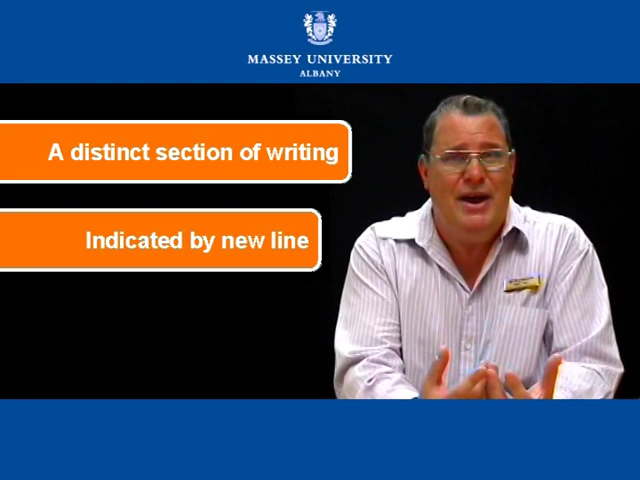 MASSEY UNIVERSITY
ALBANY
A distinct section of writing
Indicated by new line